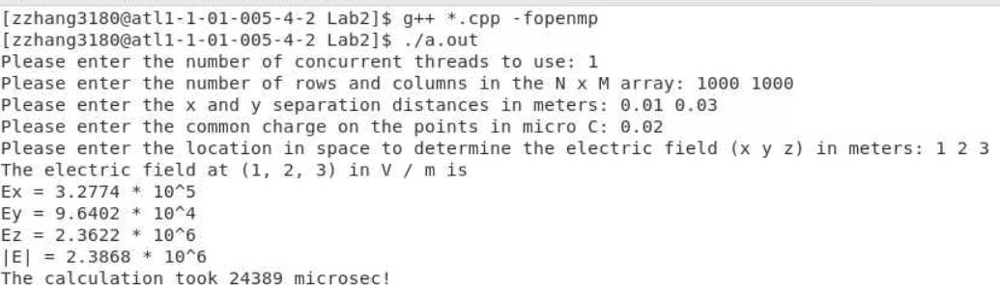 [zzhang3180@atl1-1-01-005-4-2 Lab2]$ g++ *.cpp -fopenmp
[zzhang3180@atl1-1-01-005-4-2 Lab2]$ ./a.out
Please enter the number of concurrent threads to use: 1
Please enter the number of rows and columns in the N x M array: 1000 1000
Please enter the x and y separation distances in meters: 0.01 0.03
Please enter the common charge on the points in micro C: 0.02
Please enter the location in space to determine the electric field (x y z) in meters: 1 2 3
The electric field at (1, 2, 3) in V / m is
Ex = 3.2774 * 10^5
Ey = 9.6402 * 10^4
Ez = 2.3622 * 10^6
|E| = 2.3868 * 10^6
The calculation took 24389 microsec!